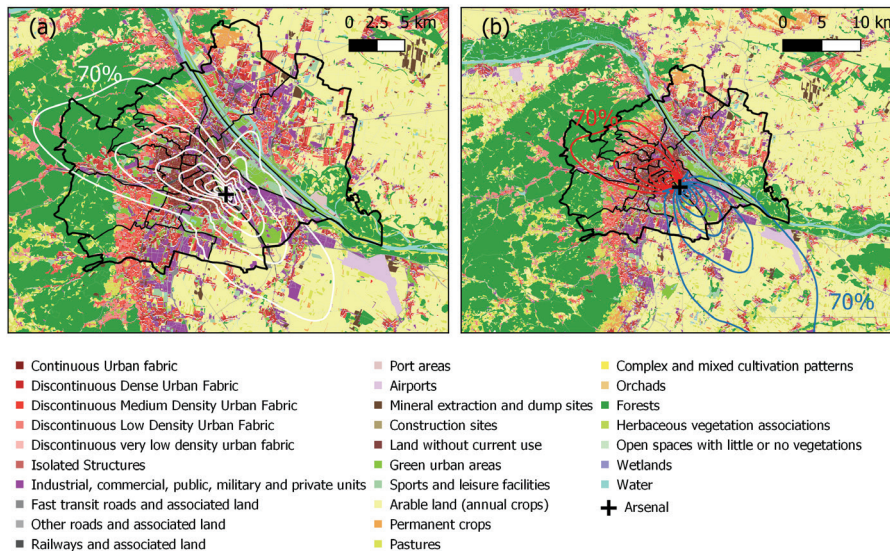 (a)
0 2.5 5 km
70%
(b)
0 5 10 km
70%
70%
Continuous Urban fabric
Discontinuous Dense Urban Fabric
Discontinuous Medium Density Urban Fabric
Discontinuous Low Density Urban Fabric
Discontinuous very low density urban fabric
Isolated Structures
Industrial, commercial, public, military and private units
Fast transit roads and associated land
Other roads and associated land
Railways and associated land
Port areas
Airports
Mineral extraction and dump sites
Construction sites
Land without current use
Green urban areas
Sports and leisure facilities
Arable land (annual crops)
Permanent crops
Pastures
Complex and mixed cultivation patterns
Orchads
Forests
Herbaceous vegetation associations
Open spaces with little or no vegetations
Wetlands
Water
Arsenal